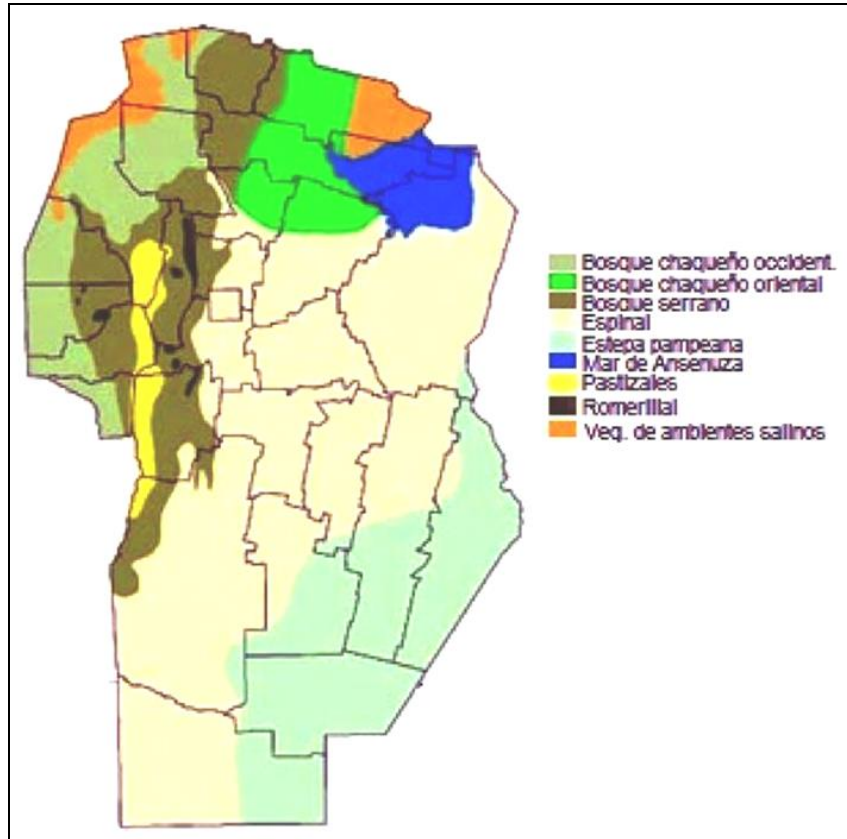 Bosque chaqueño occident.
Bosque chaqueño oriental
Bosque serrano
Espinal
Estepa pampeana
Mar de Ansenuza
Pastizales
Romerillal
Veg. de ambientes salinos